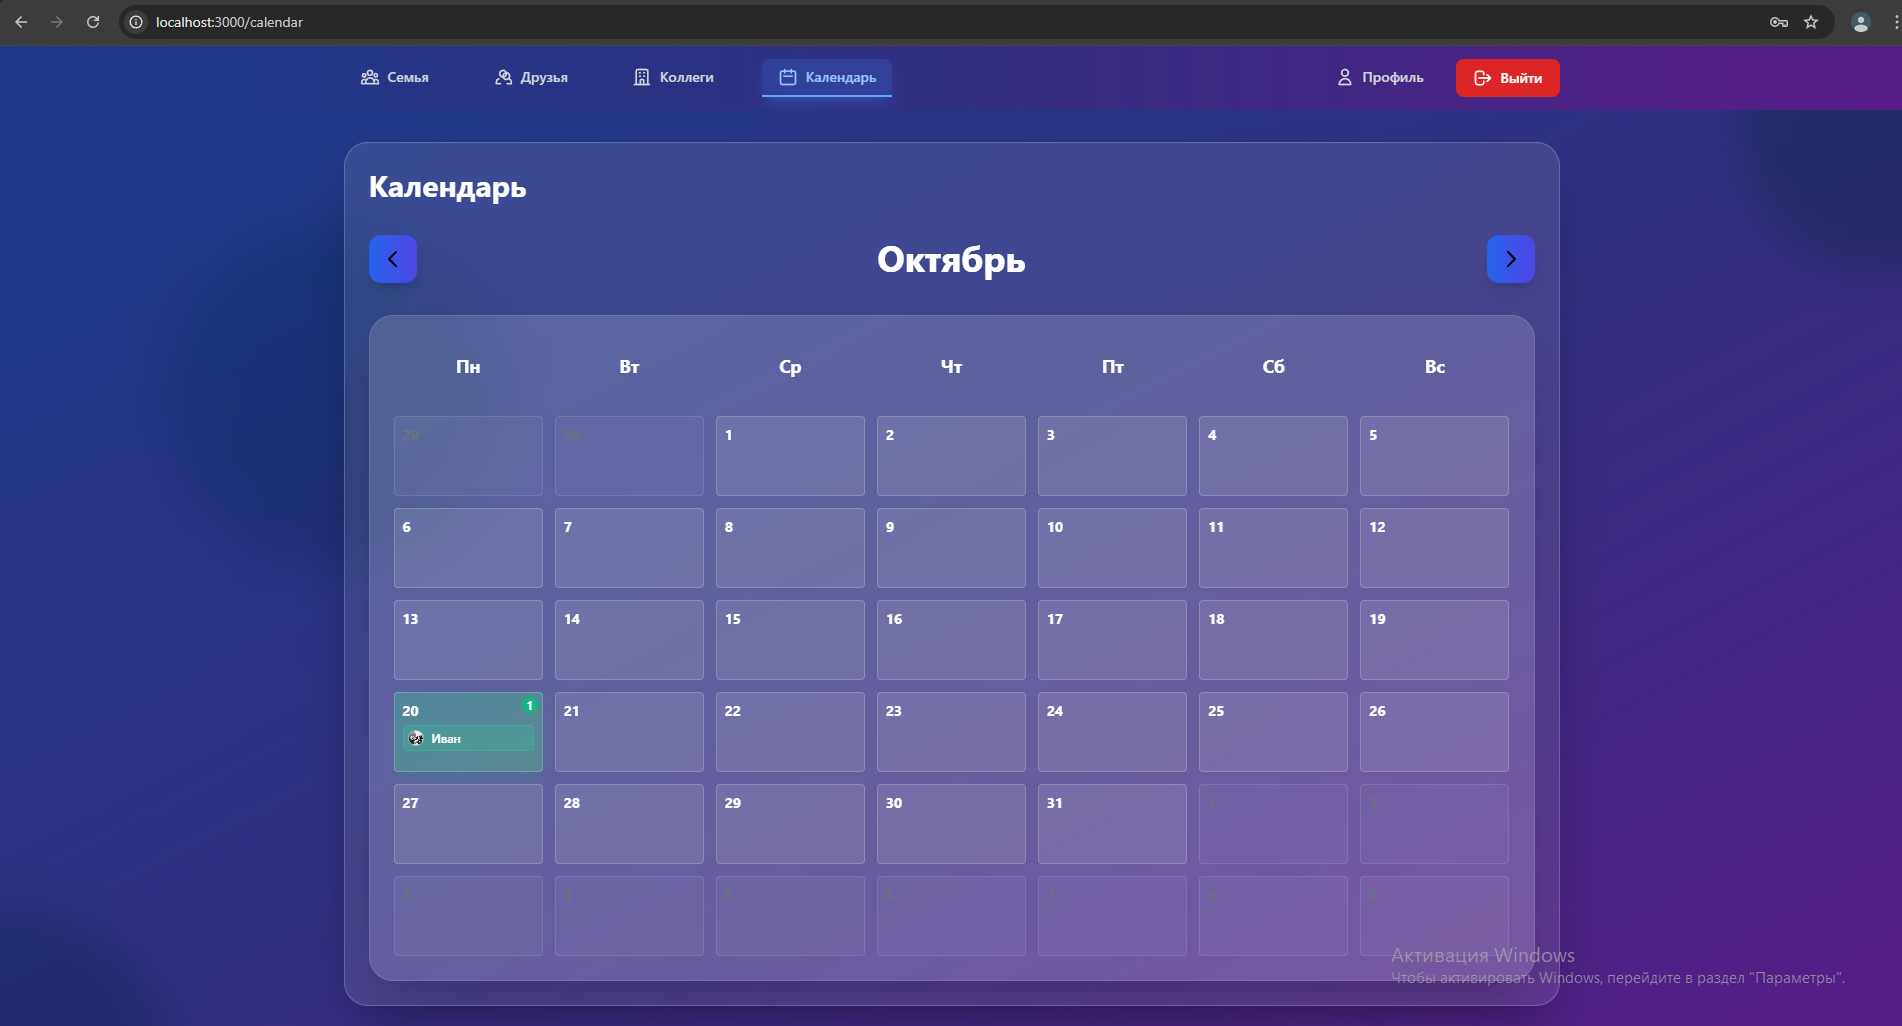 localhost:3000/calendar
Семья Друзья Коллеги Календарь Профиль Выйти
Календарь
Октябрь
Пн Вт Ср Чт Пт Сб Вс
29 30 1 2 3 4 5
6 7 8 9 10 11 12
13 14 15 16 17 18 19
20 1 21 22 23 24 25 26
Иван
27 28 29 30 31 1 2
3 4 5 6 7 8 9
Активация Windows
Чтобы активировать Windows, перейдите в раздел "Параметры".